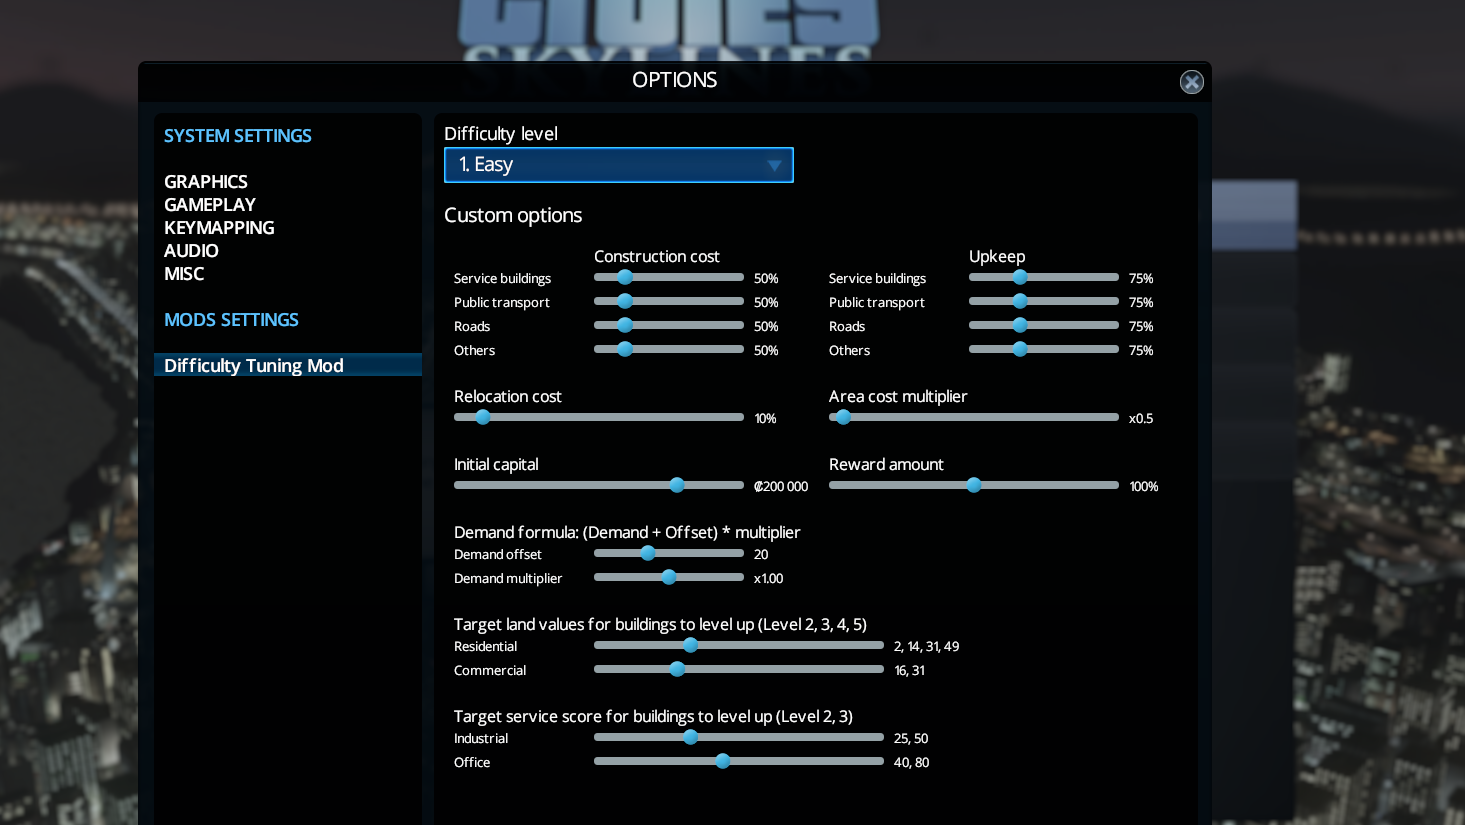 CITIES
SKYLINES
OPTIONS
SYSTEM SETTINGS
GRAPHICS
GAMEPLAY
KEYMAPPING
AUDIO
MISC
MODS SETTINGS
Difficulty Tuning Mod
Difficulty level
1. Easy
Custom options
Construction cost
Service buildings 50%
Public transport 50%
Roads 50%
Others 50%
Upkeep
Service buildings 75%
Public transport 75%
Roads 75%
Others 75%
Relocation cost
10%
Area cost multiplier
x0.5
Initial capital
₡200 000
Reward amount
100%
Demand formula: (Demand + Offset) * multiplier
Demand offset 20
Demand multiplier x1.00
Target land values for buildings to level up (Level 2, 3, 4, 5)
Residential 2, 14, 31, 49
Commercial 16, 31
Target service score for buildings to level up (Level 2, 3)
Industrial 25, 50
Office 40, 80